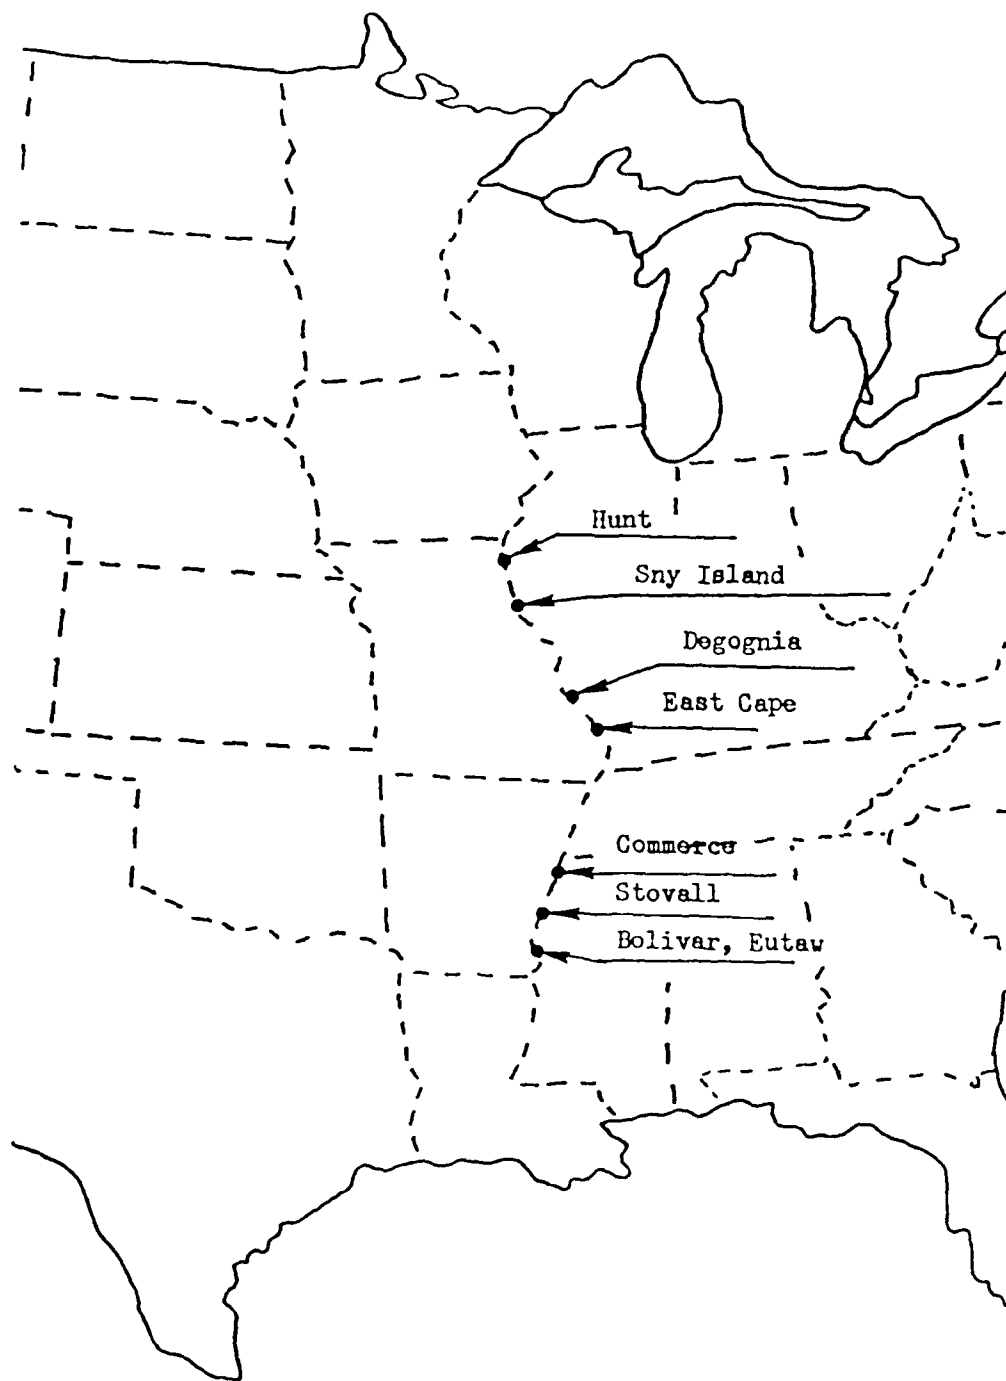 Hunt
Sny Island
Degognia
East Cape
Commerce
Stovall
Bolivar, Eutaw